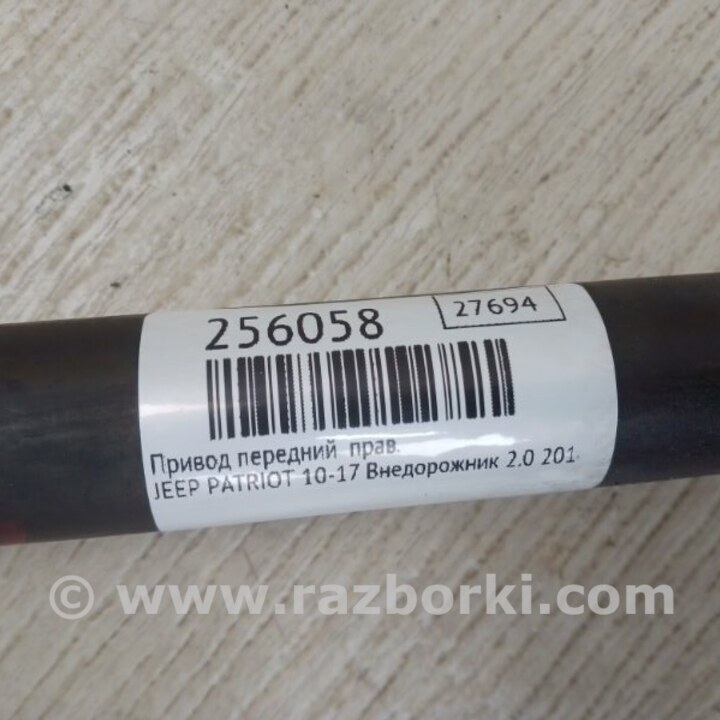 256058
27694
Привод передний прав.
JEEP PATRIOT 10-17 Внедорожник 2.0 201
© www.razborki.com